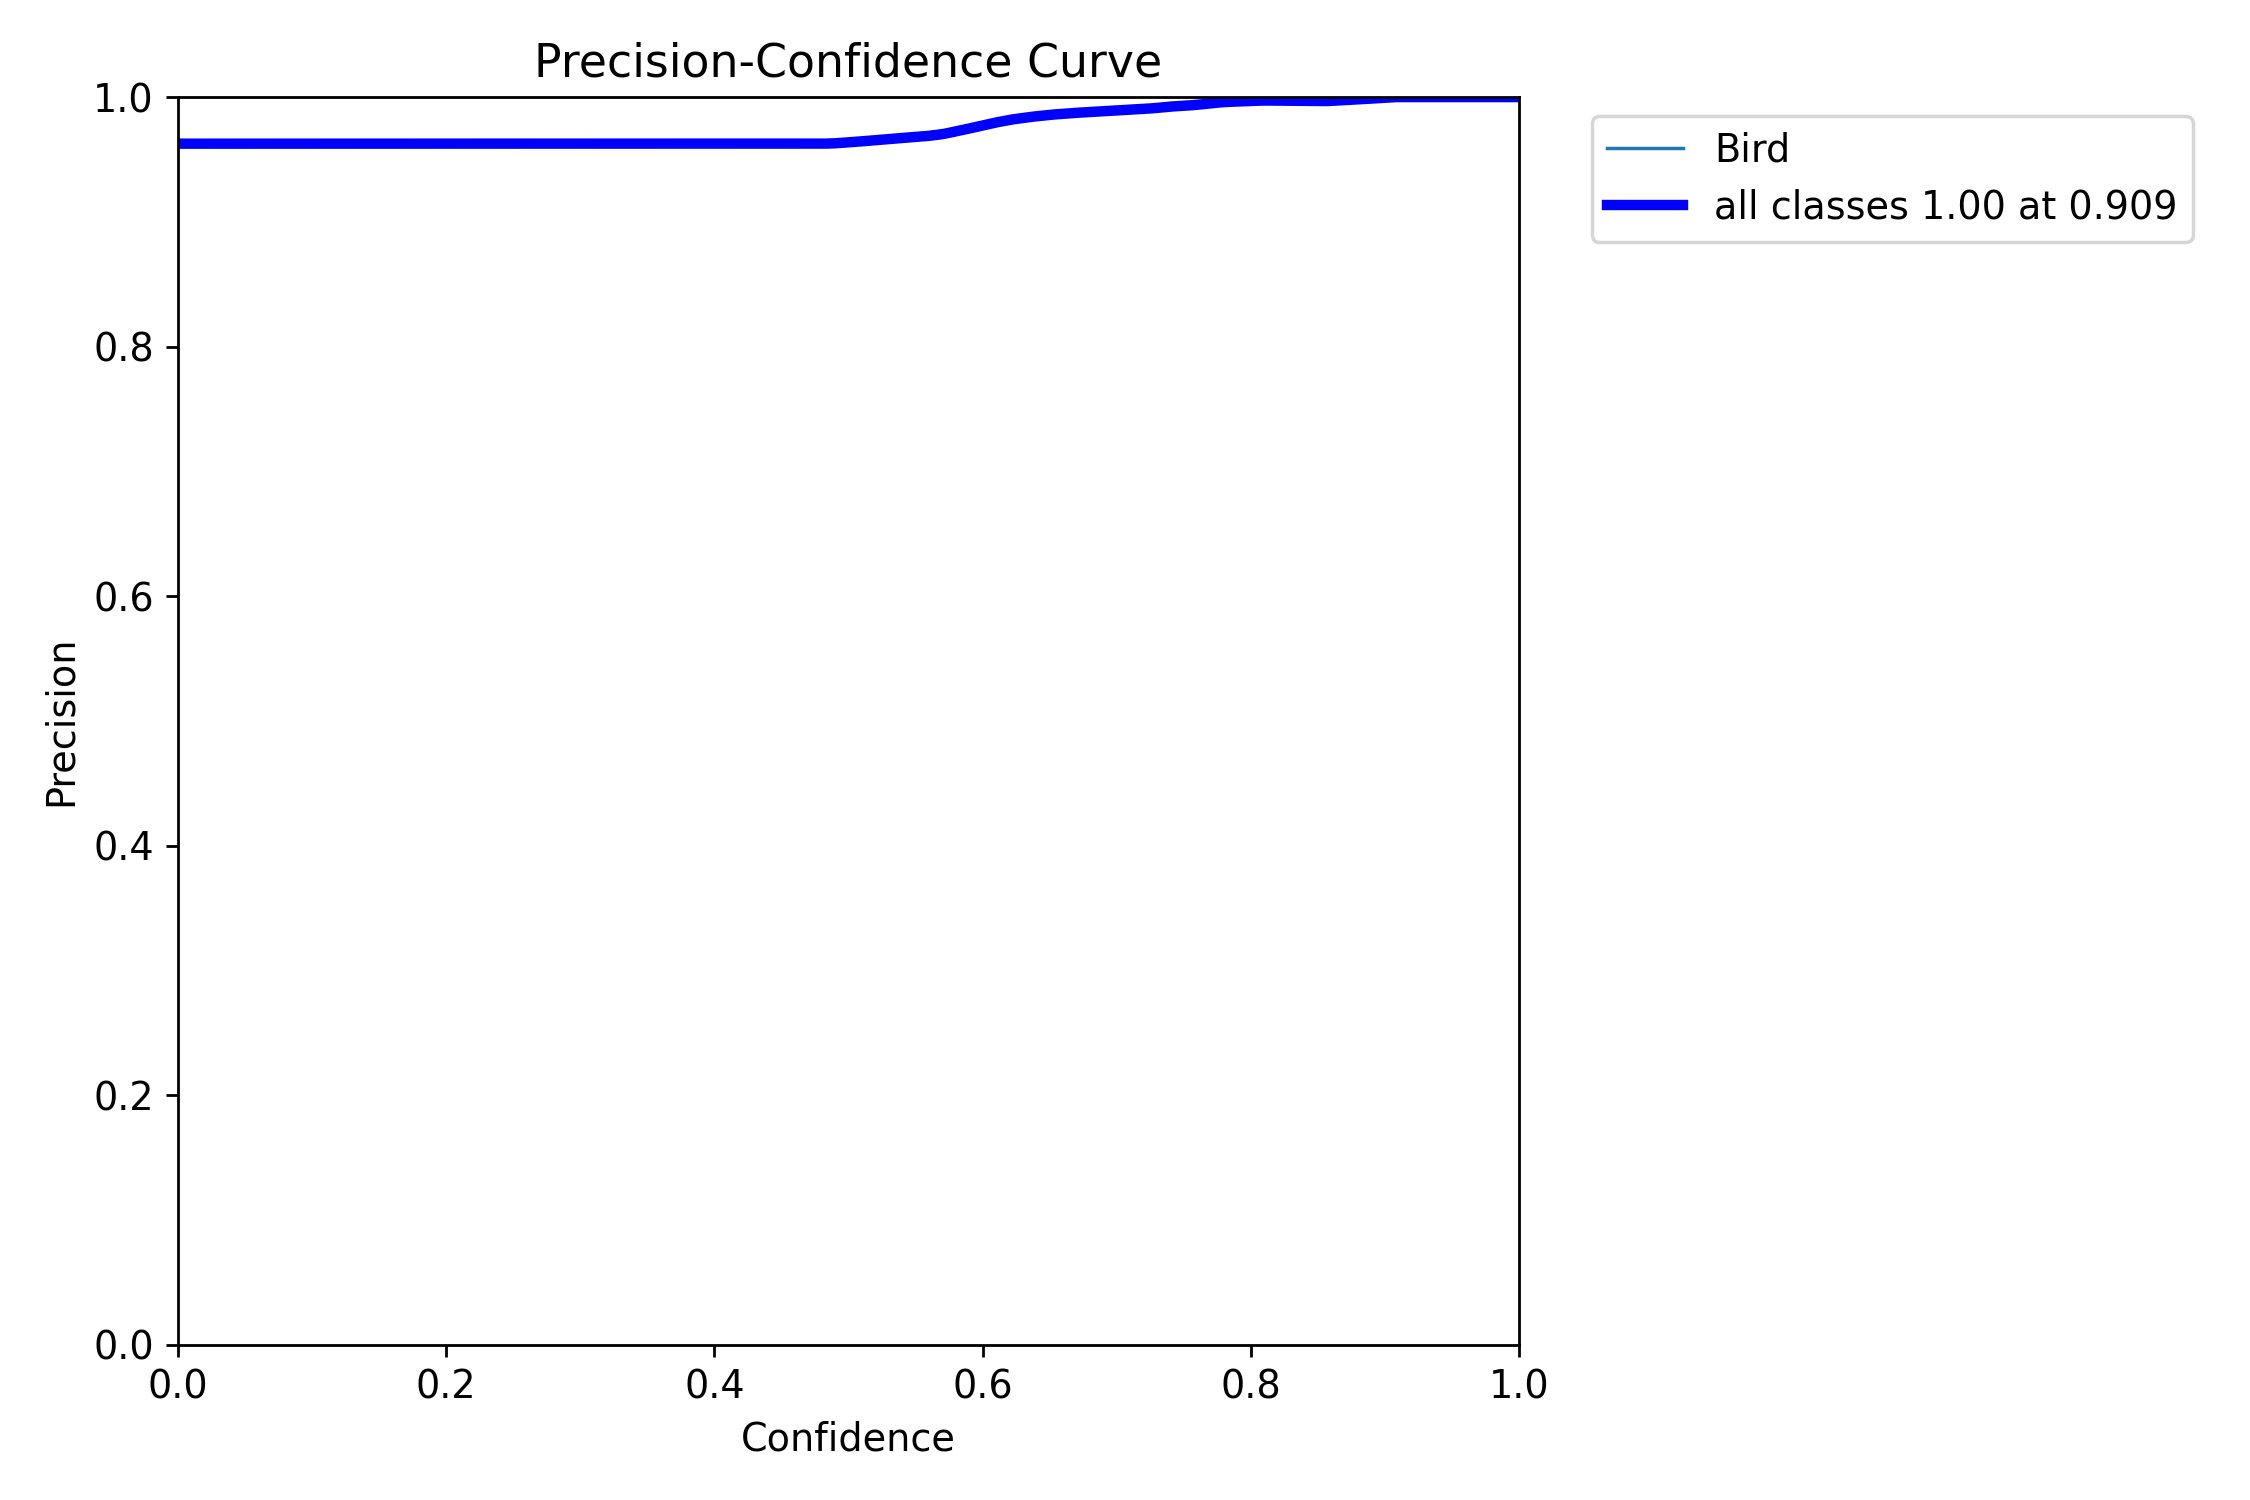 Precision-Confidence Curve
1.0
0.8
0.6
0.4
0.2
0.0
Precision
0.0 0.2 0.4 0.6 0.8 1.0
Confidence
Bird
all classes 1.00 at 0.909